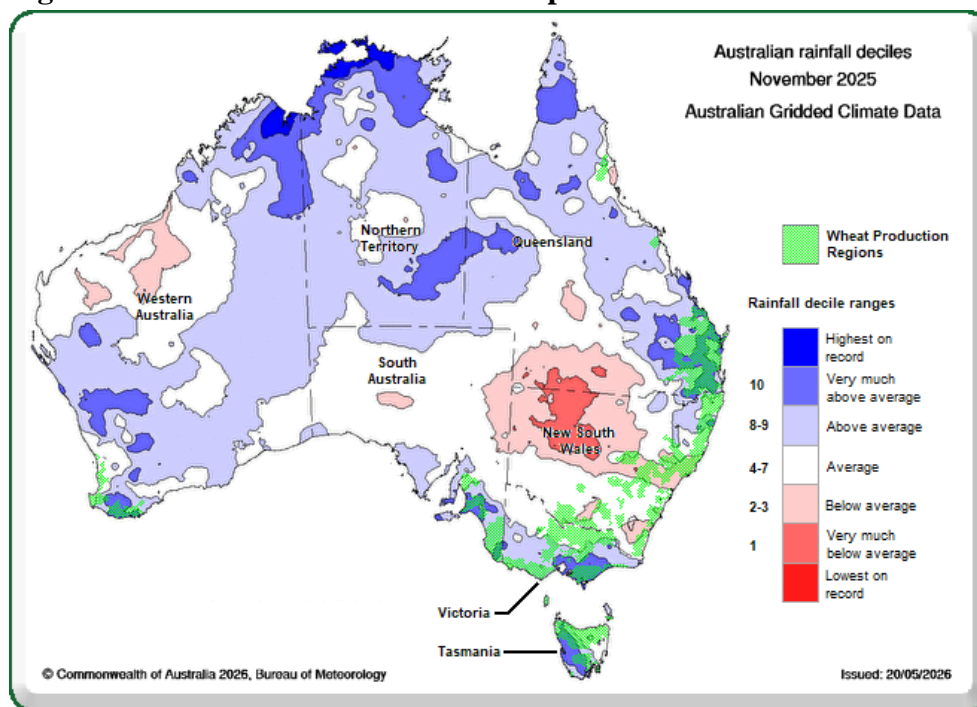 Australian rainfall deciles
November 2025
Australian Gridded Climate Data
Northern
Territory
Queensland
Wheat Production
Regions
Western
Australia
Rainfall decile ranges
South
Australia
Highest on
record
10
Very much
above average
8-9
Above average
New South
Wales
4-7
Average
2-3
Below average
1
Very much
below average
Lowest on
record
Victoria
Tasmania
© Commonwealth of Australia 2026, Bureau of Meteorology
Issued: 20/05/2026